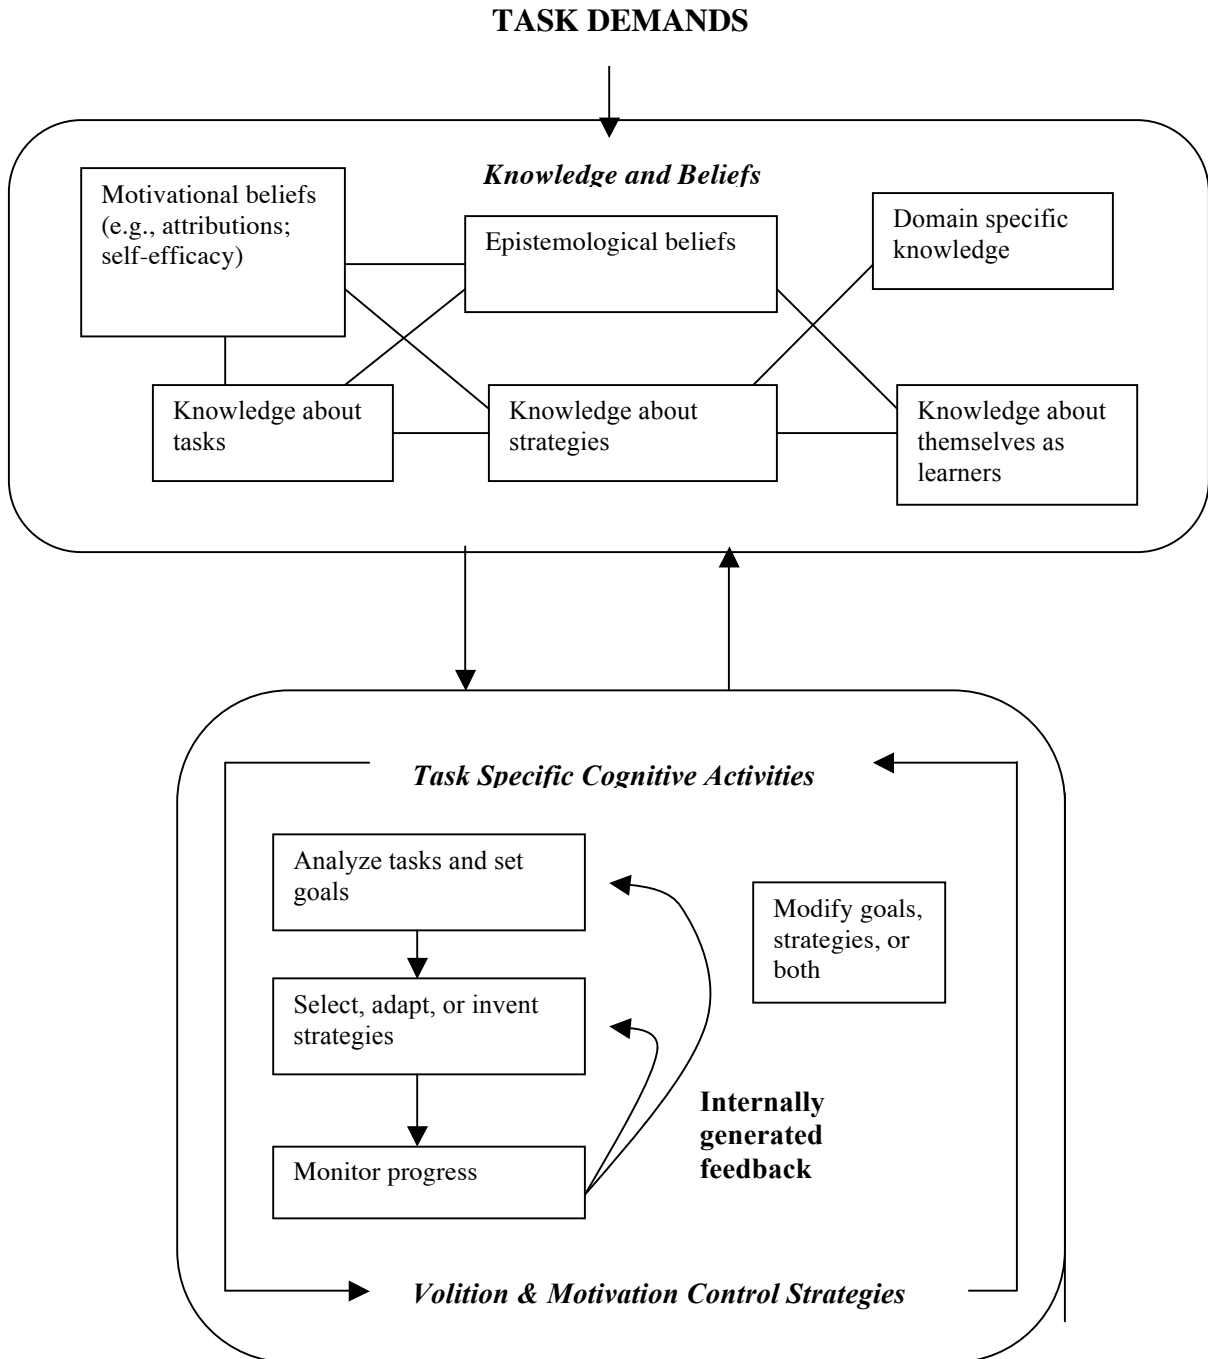 TASK DEMANDS
Knowledge and Beliefs
Motivational beliefs
(e.g., attributions;
self-efficacy)
Epistemological beliefs
Domain specific
knowledge
Knowledge about
tasks
Knowledge about
strategies
Knowledge about
themselves as
learners
Task Specific Cognitive Activities
Analyze tasks and set
goals
Modify goals,
strategies, or
both
Select, adapt, or invent
strategies
Internally
generated
feedback
Monitor progress
Volition & Motivation Control Strategies